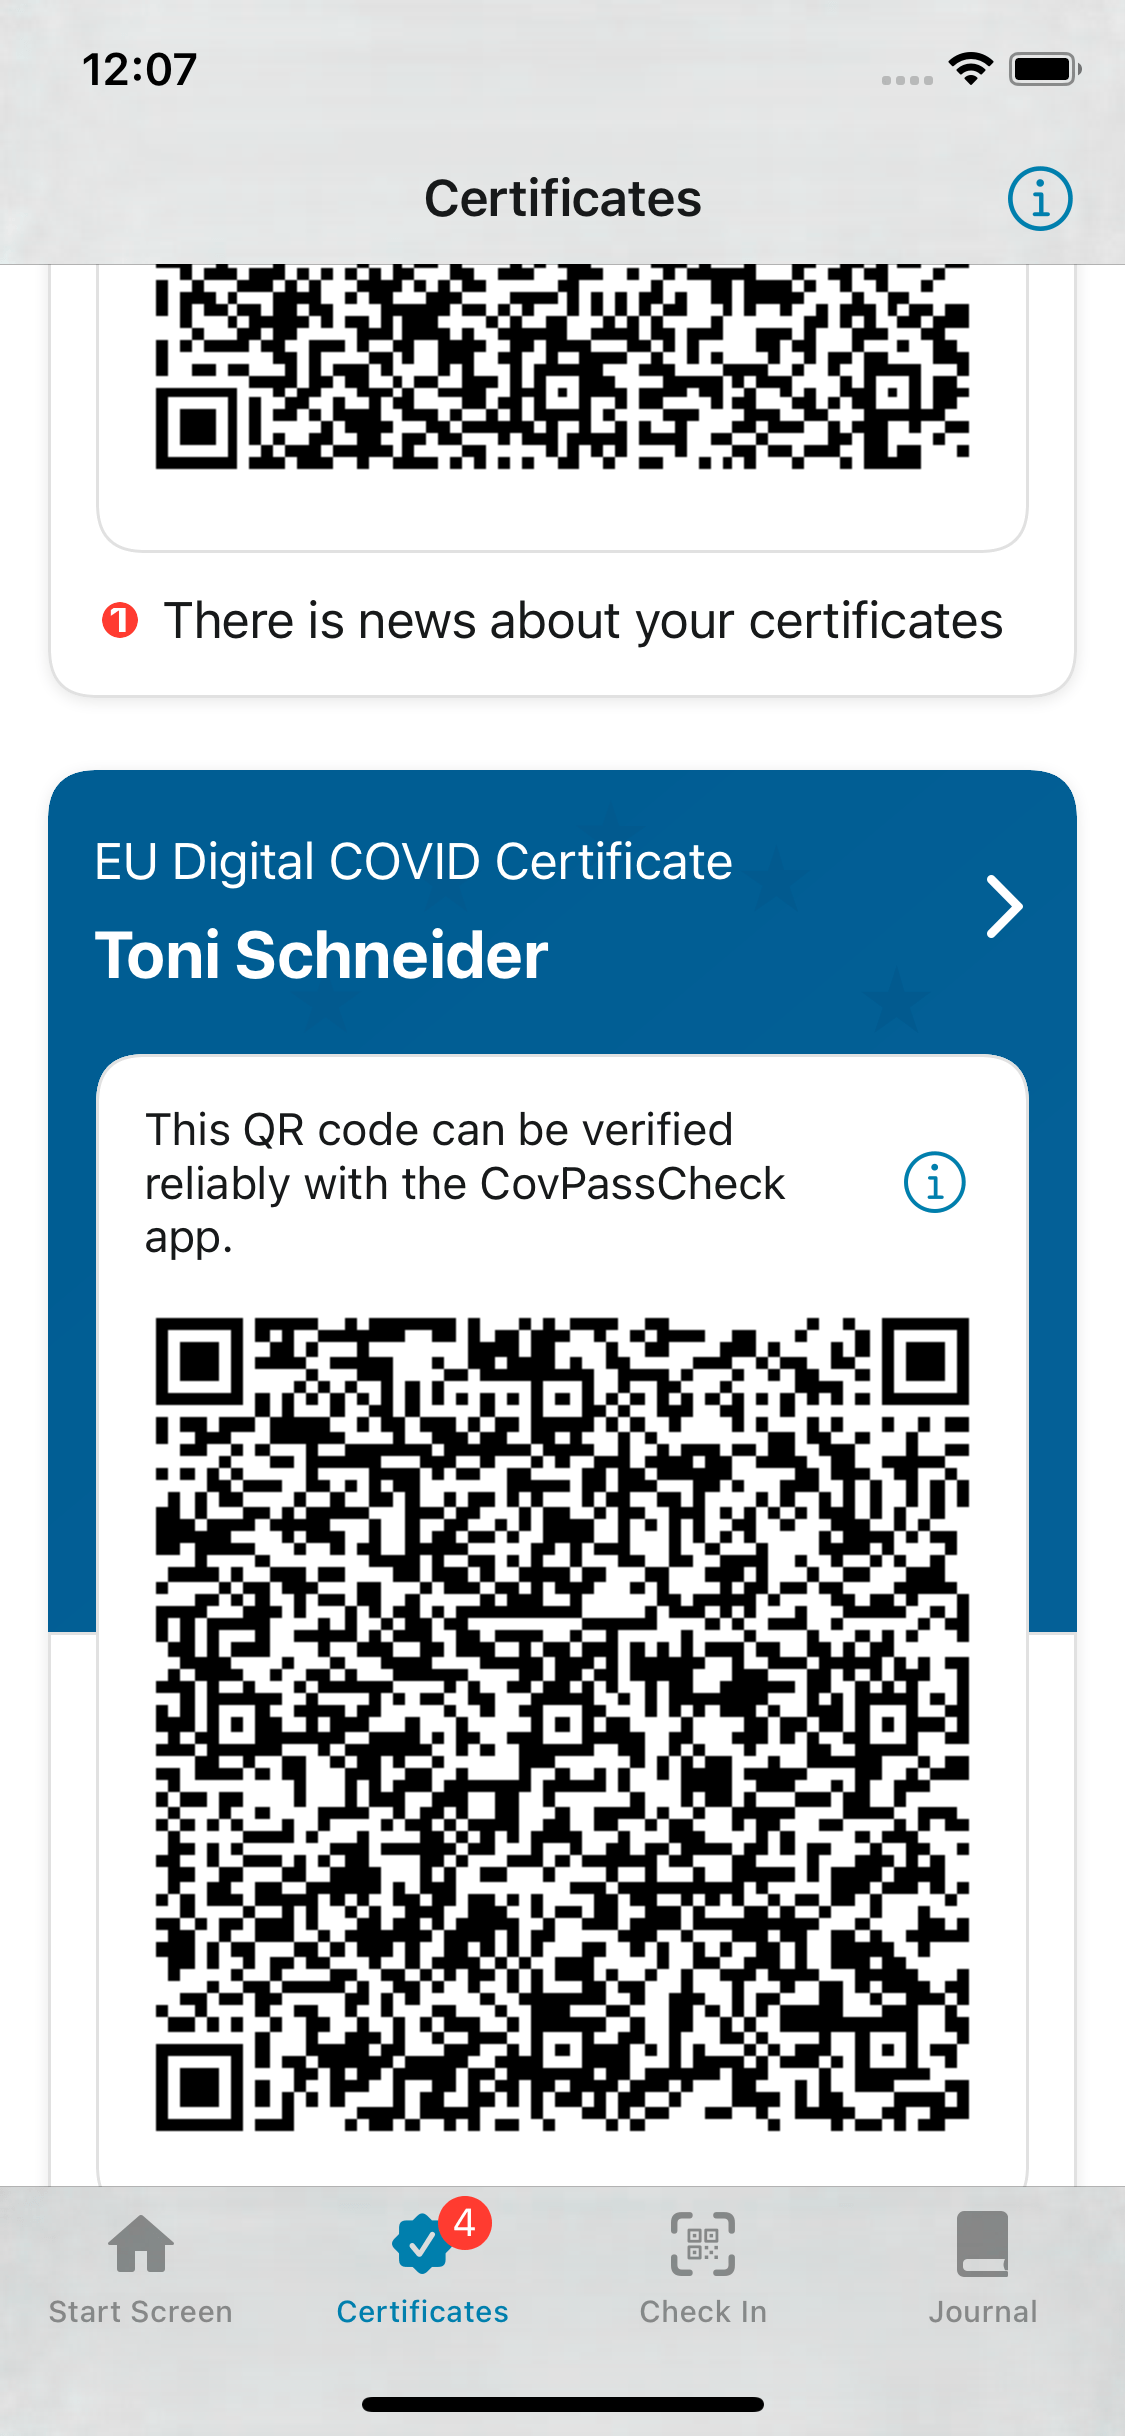 12:07
Certificates
1 There is news about your certificates
EU Digital COVID Certificate
Toni Schneider
This QR code can be verified
reliably with the CovPassCheck
app.
4
Start Screen
Certificates
Check In
Journal